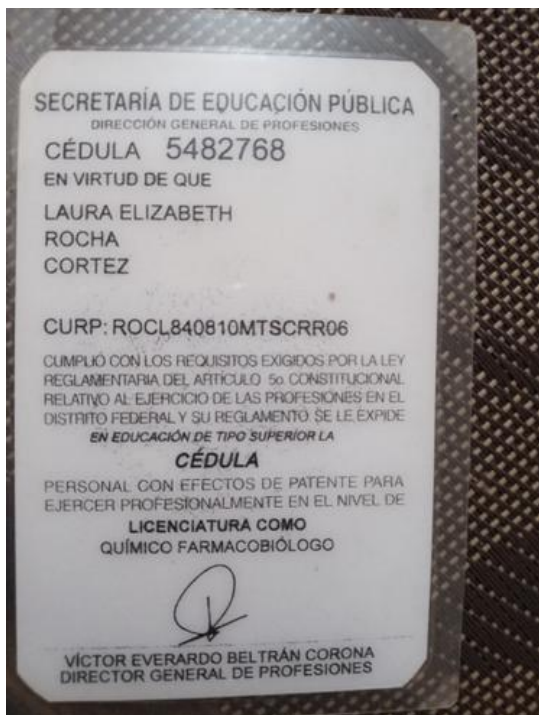 SECRETARÍA DE EDUCACIÓN PÚBLICA
DIRECCIÓN GENERAL DE PROFESIONES
CÉDULA 5482768
EN VIRTUD DE QUE
LAURA ELIZABETH
ROCHA
CORTEZ
CURP: ROCL840810MTSCRR06
CUMPLIÓ CON LOS REQUISITOS EXIGIDOS POR LA LEY
REGLAMENTARIA DEL ARTÍCULO 5o. CONSTITUCIONAL
RELATIVO AL EJERCICIO DE LAS PROFESIONES EN EL
DISTRITO FEDERAL Y SU REGLAMENTO SE LE EXPIDE
EN EDUCACIÓN DE TIPO SUPERIOR LA
CÉDULA
PERSONAL CON EFECTOS DE PATENTE PARA
EJERCER PROFESIONALMENTE EN EL NIVEL DE
LICENCIATURA COMO
QUÍMICO FARMACOBIÓLOGO
VÍCTOR EVERARDO BELTRÁN CORONA
DIRECTOR GENERAL DE PROFESIONES